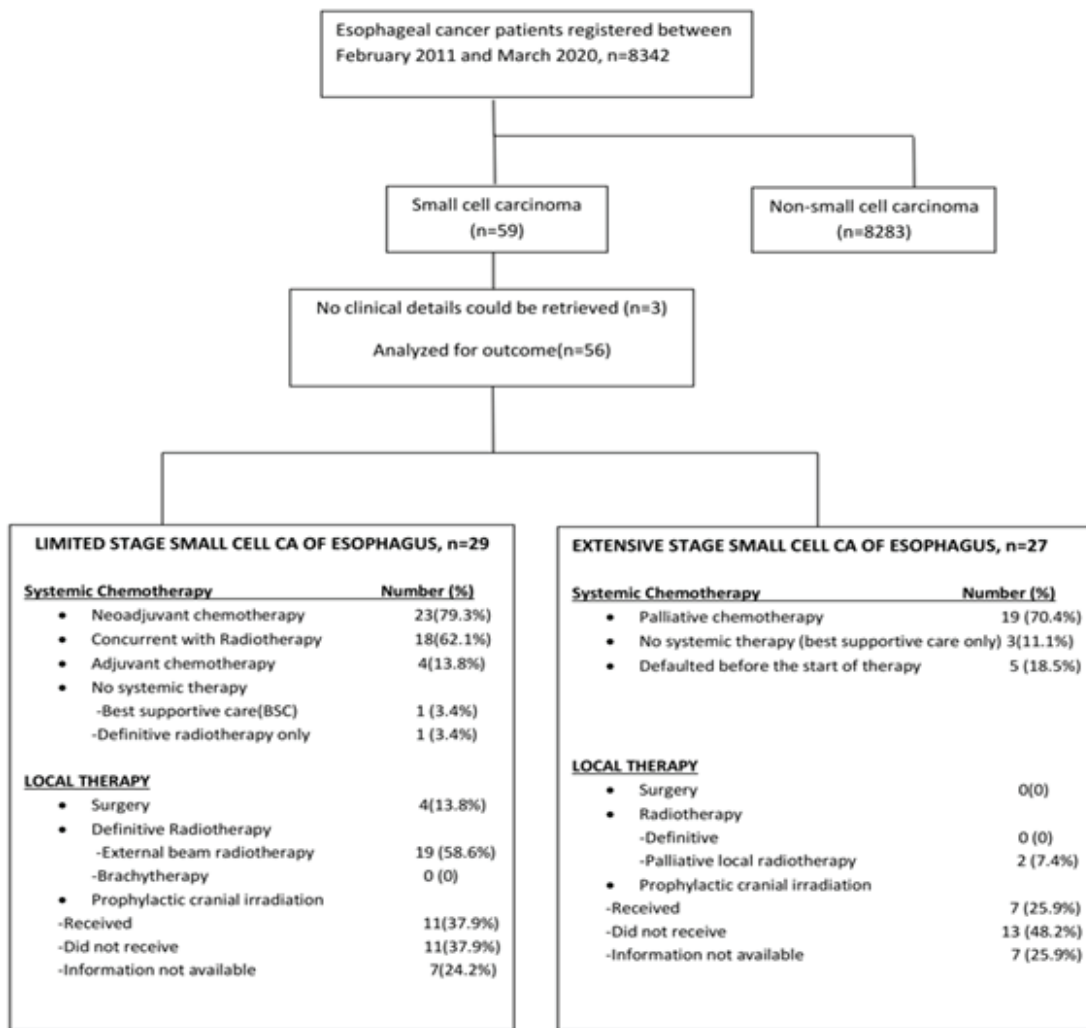 Esophageal cancer patients registered between
February 2011 and March 2020, n=8342
Small cell carcinoma
(n=59)
Non-small cell carcinoma
(n=8283)
No clinical details could be retrieved (n=3)
Analyzed for outcome(n=56)
LIMITED STAGE SMALL CELL CA OF ESOPHAGUS, n=29
Systemic Chemotherapy Number (%)
• Neoadjuvant chemotherapy 23(79.3%)
• Concurrent with Radiotherapy 18(62.1%)
• Adjuvant chemotherapy 4(13.8%)
• No systemic therapy
-Best supportive care(BSC) 1 (3.4%)
-Definitive radiotherapy only 1 (3.4%)
LOCAL THERAPY
• Surgery 4(13.8%)
• Definitive Radiotherapy
-External beam radiotherapy 19 (58.6%)
-Brachytherapy 0 (0)
• Prophylactic cranial irradiation
-Received 11(37.9%)
-Did not receive 11(37.9%)
-Information not available 7(24.2%)
EXTENSIVE STAGE SMALL CELL CA OF ESOPHAGUS, n=27
Systemic Chemotherapy Number (%)
• Palliative chemotherapy 19 (70.4%)
• No systemic therapy (best supportive care only) 3(11.1%)
• Defaulted before the start of therapy 5 (18.5%)
LOCAL THERAPY
• Surgery 0(0)
• Radiotherapy
-Definitive 0 (0)
-Palliative local radiotherapy 2 (7.4%)
• Prophylactic cranial irradiation
-Received 7 (25.9%)
-Did not receive 13 (48.2%)
-Information not available 7 (25.9%)